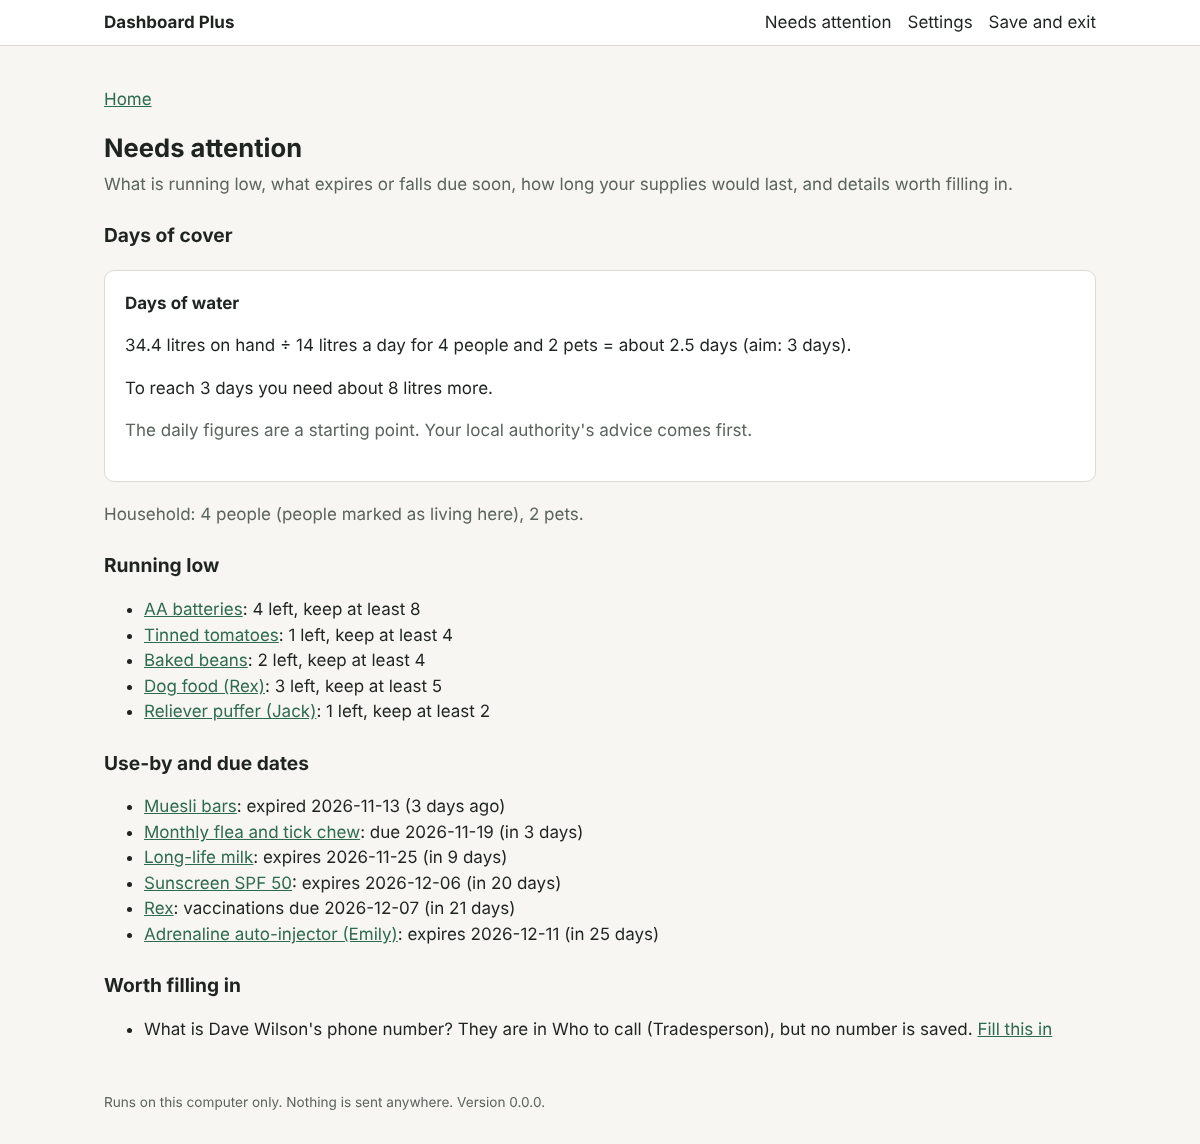 Dashboard Plus
Needs attention Settings Save and exit
Home
Needs attention
What is running low, what expires or falls due soon, how long your supplies would last, and details worth filling in.
Days of cover
Days of water
34.4 litres on hand ÷ 14 litres a day for 4 people and 2 pets = about 2.5 days (aim: 3 days).
To reach 3 days you need about 8 litres more.
The daily figures are a starting point. Your local authority's advice comes first.
Household: 4 people (people marked as living here), 2 pets.
Running low
AA batteries: 4 left, keep at least 8
Tinned tomatoes: 1 left, keep at least 4
Baked beans: 2 left, keep at least 4
Dog food (Rex): 3 left, keep at least 5
Reliever puffer (Jack): 1 left, keep at least 2
Use-by and due dates
Muesli bars: expired 2026-11-13 (3 days ago)
Monthly flea and tick chew: due 2026-11-19 (in 3 days)
Long-life milk: expires 2026-11-25 (in 9 days)
Sunscreen SPF 50: expires 2026-12-06 (in 20 days)
Rex: vaccinations due 2026-12-07 (in 21 days)
Adrenaline auto-injector (Emily): expires 2026-12-11 (in 25 days)
Worth filling in
What is Dave Wilson's phone number? They are in Who to call (Tradesperson), but no number is saved. Fill this in
Runs on this computer only. Nothing is sent anywhere. Version 0.0.0.